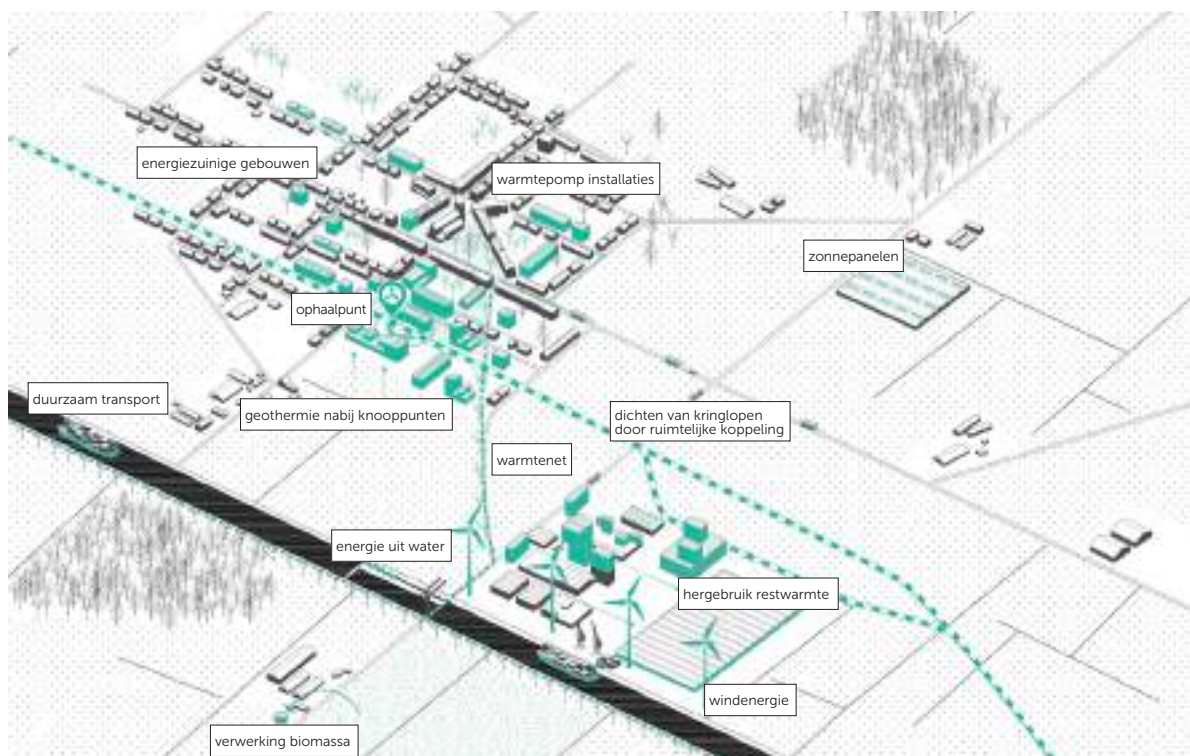 energiezuinige gebouwen
warmtepomp installaties
zonnepanelen
ophaalpunt
duurzaam transport
geothermie nabij knooppunten
dichten van kringlopen
door ruimtelijke koppeling
warmtenet
energie uit water
hergebruik restwarmte
windenergie
verwerking biomassa